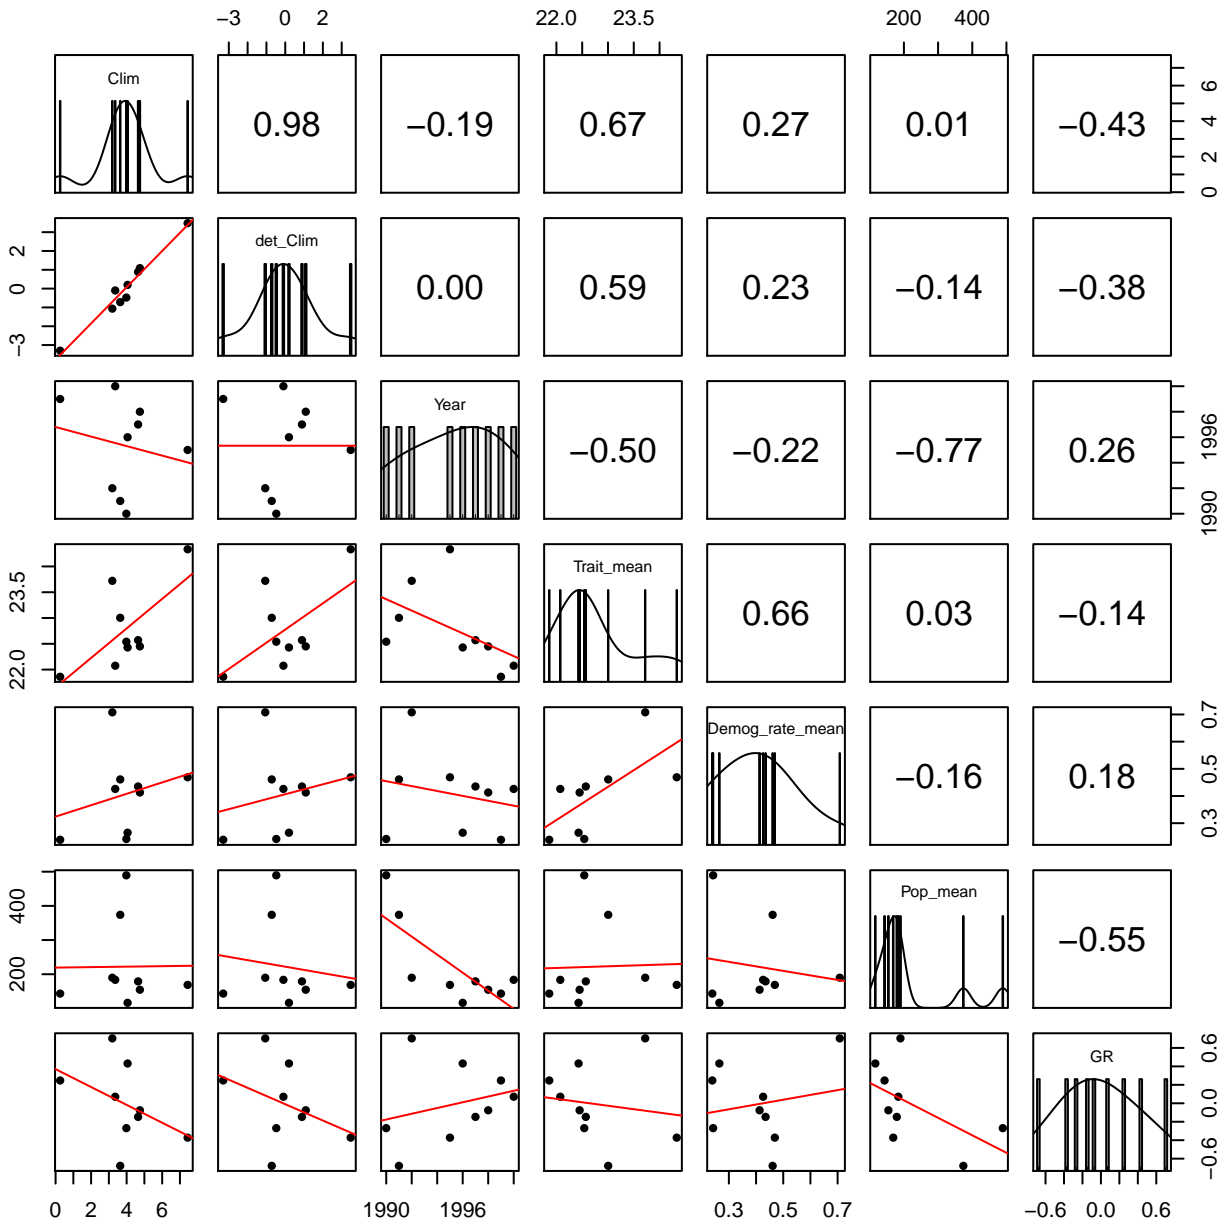 −3 0 2 22.0 23.5 200 400
Clim 0.98 −0.19 0.67 0.27 0.01 −0.43 0 2 4 6
−3 0 2 det_Clim 0.00 0.59 0.23 −0.14 −0.38
Year −0.50 −0.22 −0.77 0.26 1990 1996
22.0 23.5 Trait_mean 0.66 0.03 −0.14
Demog_rate_mean −0.16 0.18 0.3 0.5 0.7
200 400 Pop_mean −0.55
GR −0.6 0.0 0.6
0 2 4 6 1990 1996 0.3 0.5 0.7 −0.6 0.0 0.6